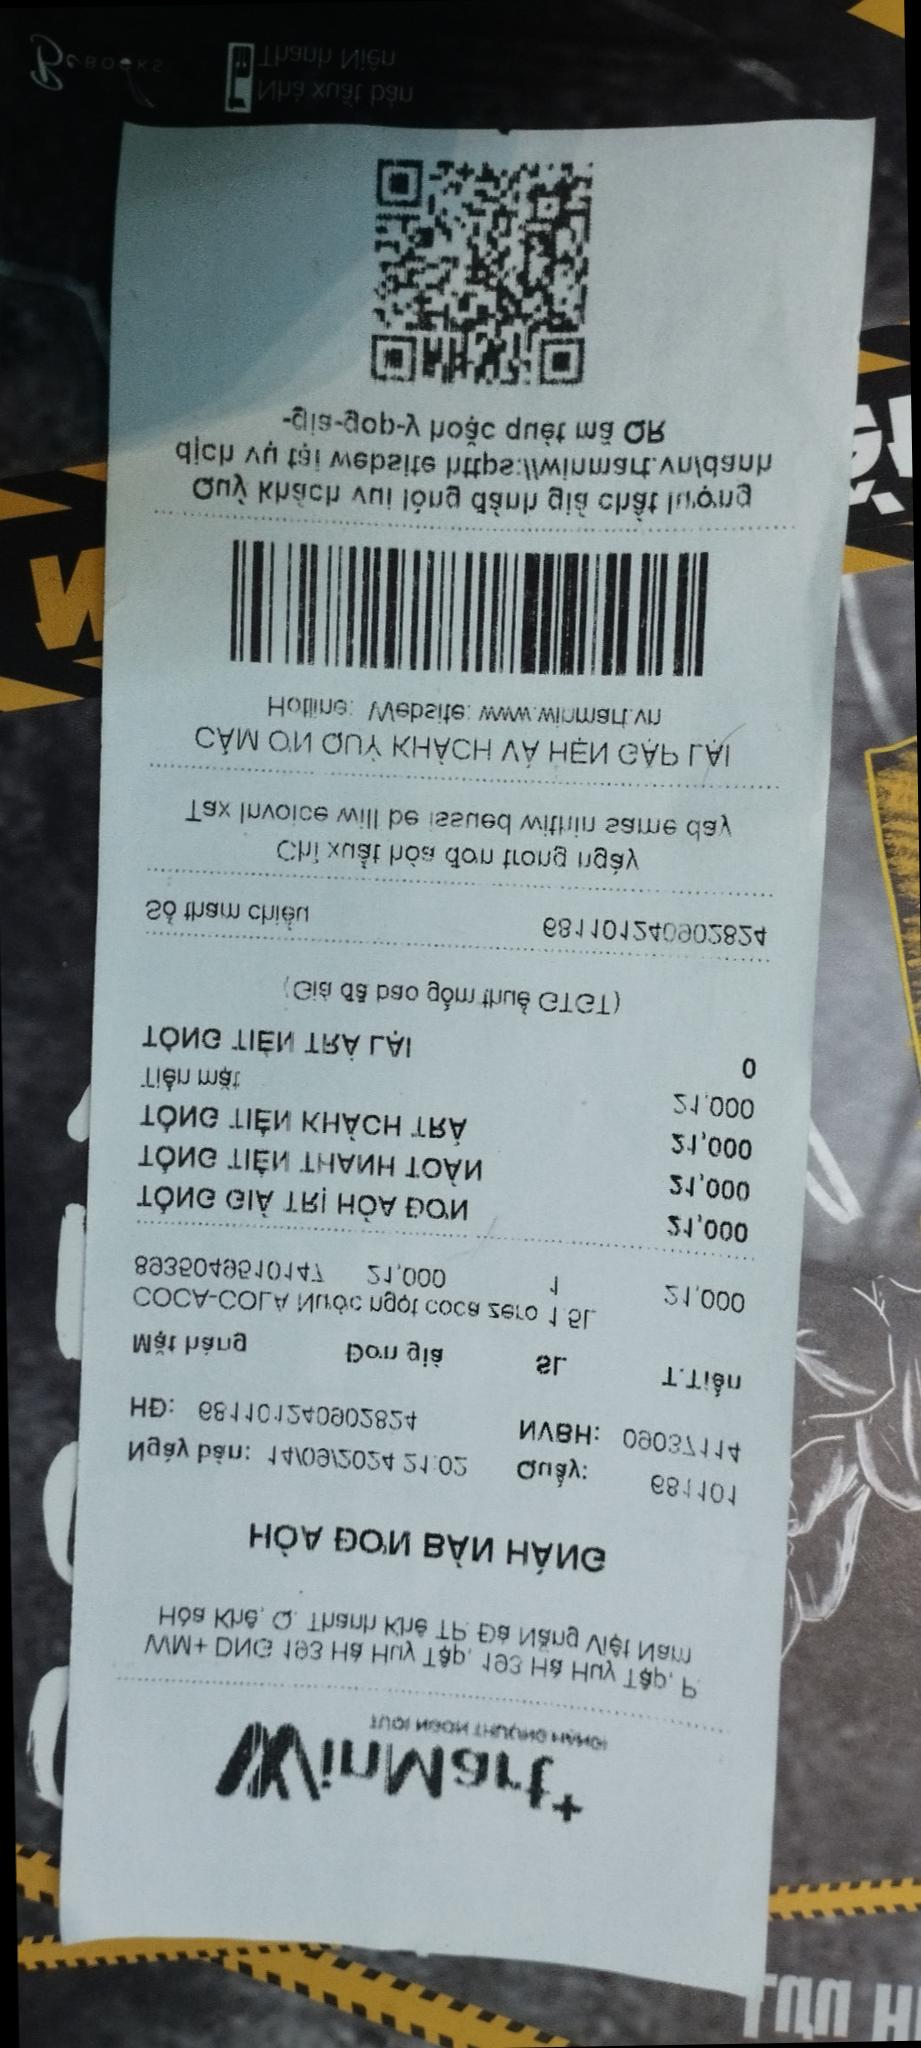 WinMart+
TƯƠI NGON THƯỢNG HẠNG!
WM+ DNG 193 Hà Huy Tập, 193 Hà Huy Tập, P.
Hòa Khê, Q. Thanh Khê TP. Đà Nẵng Việt Nam
HÓA ĐƠN BÁN HÀNG
Ngày bán: 14/09/2024 21:02 Quầy: 681101
HĐ: 681101240902824 NVBH: 09037114
Mặt hàng Đơn giá SL T.Tiền
COCA-COLA Nước ngọt coca zero 1.5L
8935049510147 21,000 1 21,000
TỔNG GIÁ TRỊ HÓA ĐƠN 21,000
TỔNG TIỀN THANH TOÁN 21,000
TỔNG TIỀN KHÁCH TRẢ 21,000
Tiền mặt 21,000
TỔNG TIỀN TRẢ LẠI 0
(Giá đã bao gồm thuế GTGT)
Số tham chiếu 681101240902824
Chỉ xuất hóa đơn trong ngày
Tax Invoice will be issued within same day
CẢM ƠN QUÝ KHÁCH VÀ HẸN GẶP LẠI
Hotline: Website: www.winmart.vn
Quý khách vui lòng đánh giá chất lượng
dịch vụ tại website https://winmart.vn/danh
-gia-gop-y hoặc quét mã QR
Nhà xuất bản
Thanh Niên
BOOKS